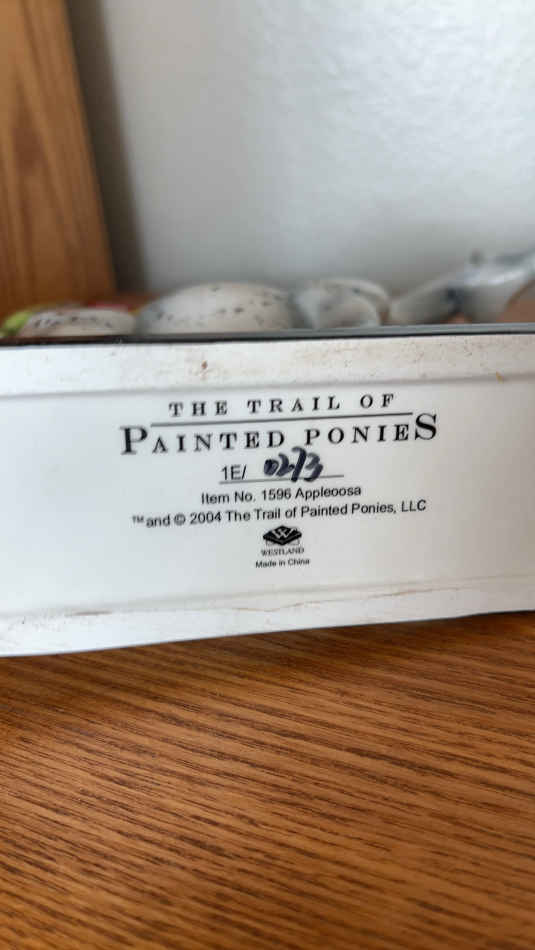 THE TRAIL OF
PAINTED PONIES
1E/ 0213
Item No. 1596 Appleoosa
™ and © 2004 The Trail of Painted Ponies, LLC
WESTLAND
Made in China